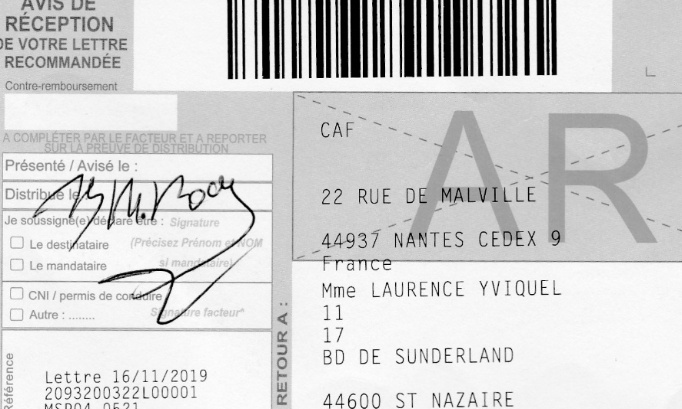 AVIS DE
RÉCEPTION
DE VOTRE LETTRE
RECOMMANDÉE
Contre-remboursement
A COMPLÉTER PAR LE FACTEUR ET A REPORTER
SUR LA PREUVE DE DISTRIBUTION
Présenté / Avisé le :
Distribué le
Je soussigné(e) déclare être : Signature
Le destinataire (Précisez Prénom et NOM
Le mandataire si mandataire)
CNI / permis de conduire
Autre : ........ Signature facteur*
Référence
Lettre 16/11/2019
2093200322L00001
MSP04 0521
L
AR
CAF
22 RUE DE MALVILLE
44937 NANTES CEDEX 9
France
RETOUR A :
Mme LAURENCE YVIQUEL
11
17
BD DE SUNDERLAND
44600 ST NAZAIRE